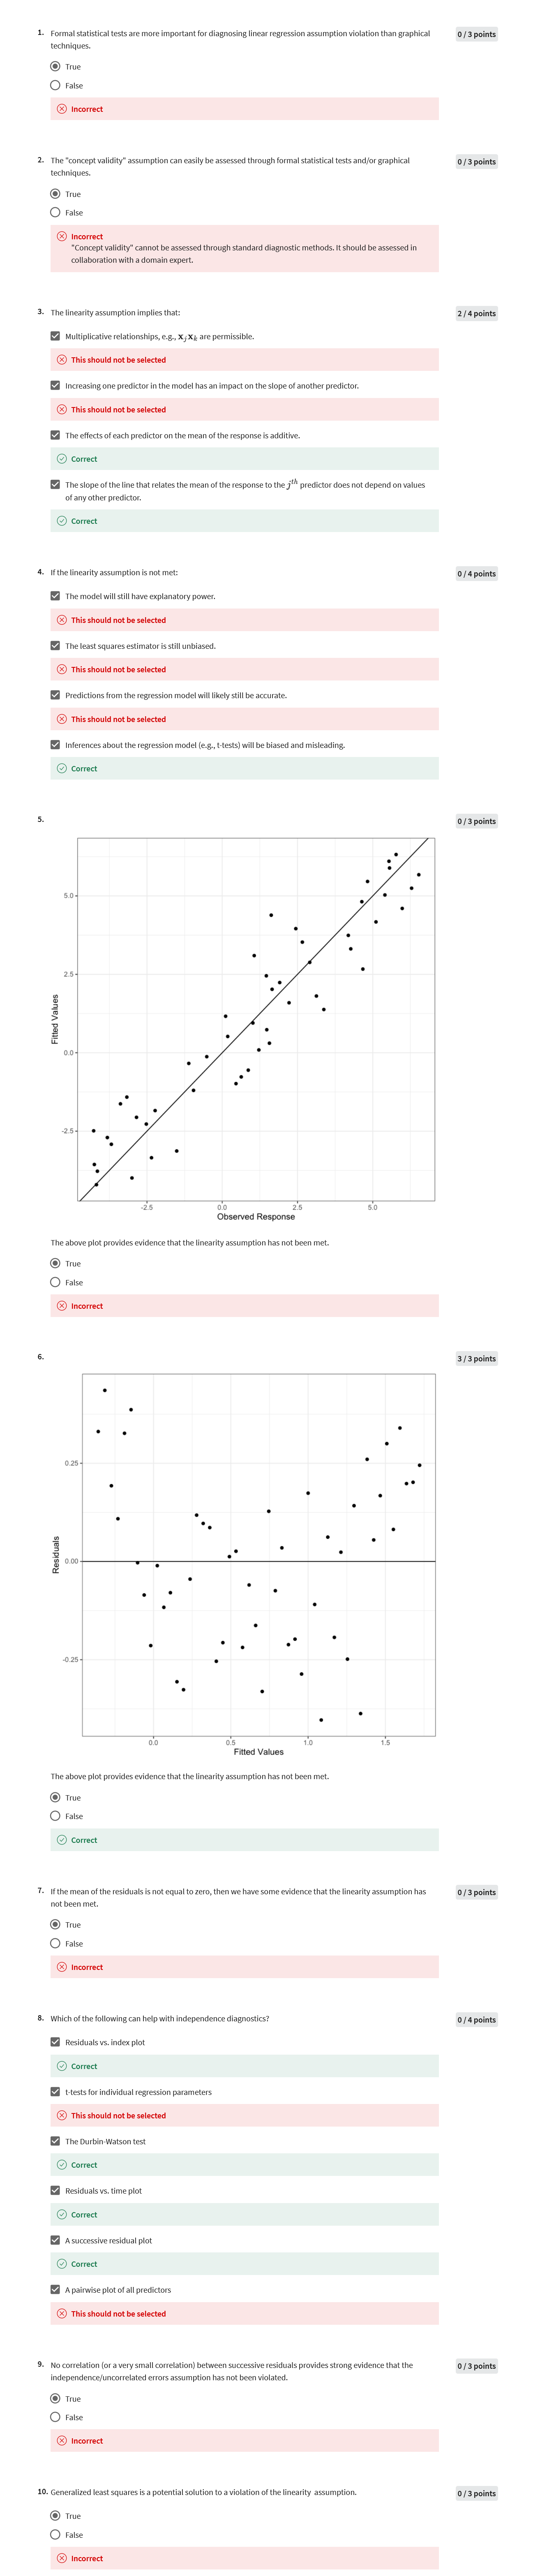 1. Formal statistical tests are more important for diagnosing linear regression assumption violation than graphical
techniques.
0 / 3 points
True
False
Incorrect
2. The "concept validity" assumption can easily be assessed through formal statistical tests and/or graphical
techniques.
0 / 3 points
True
False
Incorrect
"Concept validity" cannot be assessed through standard diagnostic methods. It should be assessed in
collaboration with a domain expert.
3. The linearity assumption implies that:
2 / 4 points
Multiplicative relationships, e.g., x_j x_k are permissible.
This should not be selected
Increasing one predictor in the model has an impact on the slope of another predictor.
This should not be selected
The effects of each predictor on the mean of the response is additive.
Correct
The slope of the line that relates the mean of the response to the j^th predictor does not depend on values
of any other predictor.
Correct
4. If the linearity assumption is not met:
0 / 4 points
The model will still have explanatory power.
This should not be selected
The least squares estimator is still unbiased.
This should not be selected
Predictions from the regression model will likely still be accurate.
This should not be selected
Inferences about the regression model (e.g., t-tests) will be biased and misleading.
Correct
5.
0 / 3 points
5.0
2.5
Fitted Values
0.0
-2.5
-2.5 0.0 2.5 5.0
Observed Response
The above plot provides evidence that the linearity assumption has not been met.
True
False
Incorrect
6.
3 / 3 points
0.25
Residuals
0.00
-0.25
0.0 0.5 1.0 1.5
Fitted Values
The above plot provides evidence that the linearity assumption has not been met.
True
False
Correct
7. If the mean of the residuals is not equal to zero, then we have some evidence that the linearity assumption has
not been met.
0 / 3 points
True
False
Incorrect
8. Which of the following can help with independence diagnostics?
0 / 4 points
Residuals vs. index plot
Correct
t-tests for individual regression parameters
This should not be selected
The Durbin-Watson test
Correct
Residuals vs. time plot
Correct
A successive residual plot
Correct
A pairwise plot of all predictors
This should not be selected
9. No correlation (or a very small correlation) between successive residuals provides strong evidence that the
independence/uncorrelated errors assumption has not been violated.
0 / 3 points
True
False
Incorrect
10. Generalized least squares is a potential solution to a violation of the linearity assumption.
0 / 3 points
True
False
Incorrect